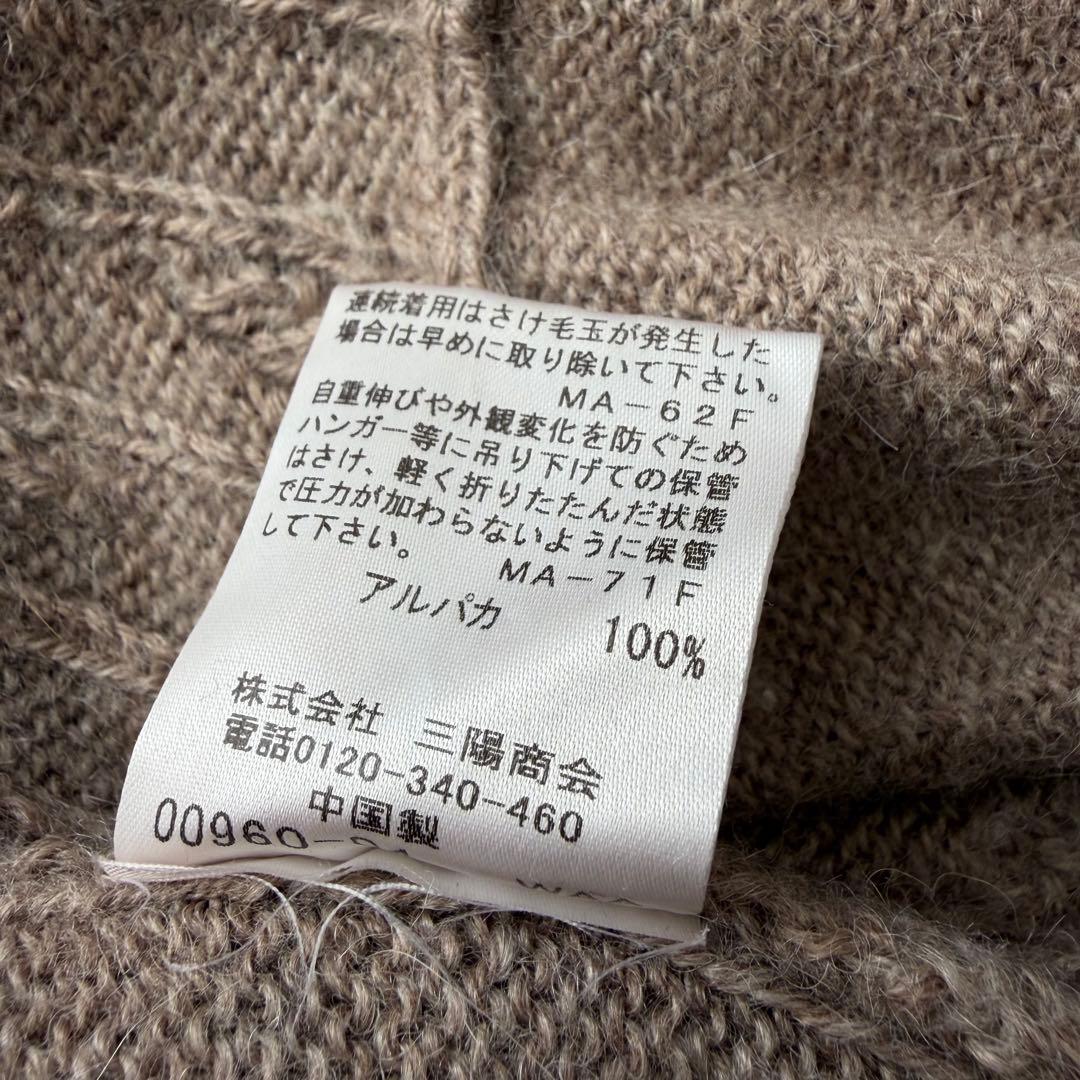 連続着用はさけ毛玉が発生した
場合は早めに取り除いて下さい。
MA-62F
自重伸びや外観変化を防ぐため
ハンガー等に吊り下げての保管
はさけ、軽く折りたたんだ状態
で圧力が加わらないように保管
して下さい。
MA-71F
アルパカ 100%
株式会社 三陽商会
電話0120-340-460
中国製